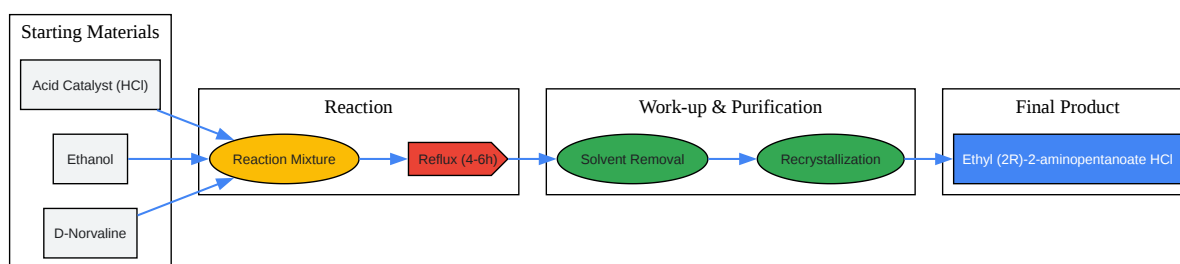 Starting Materials
Acid Catalyst (HCl)
Ethanol
D-Norvaline
Reaction
Reaction Mixture
Reflux (4-6h)
Work-up & Purification
Solvent Removal
Recrystallization
Final Product
Ethyl (2R)-2-aminopentanoate HCl